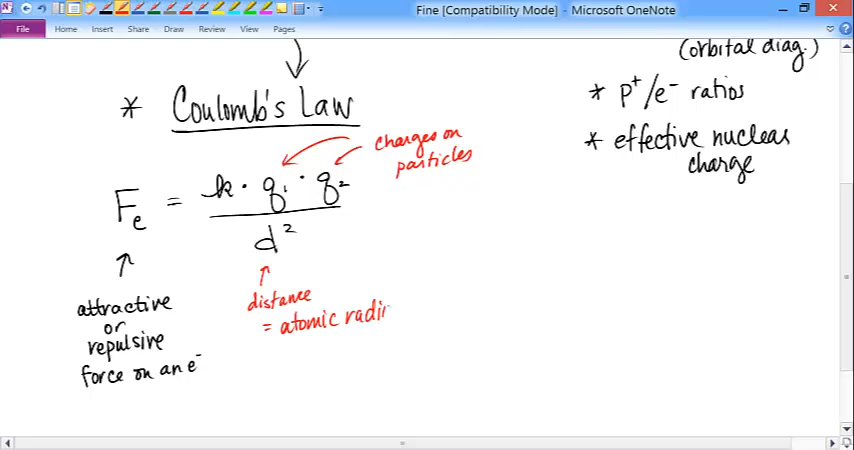 Fine [Compatibility Mode] - Microsoft OneNote
File Home Insert Share Draw Review View Pages
(orbital diag.)
* p⁺/e⁻ ratios
* effective nuclear
charge
* Coulomb's Law
charges on
particles
Fe = k · q₁ · q₂
d²
attractive
or
repulsive
force on an e⁻
distance
= atomic radii